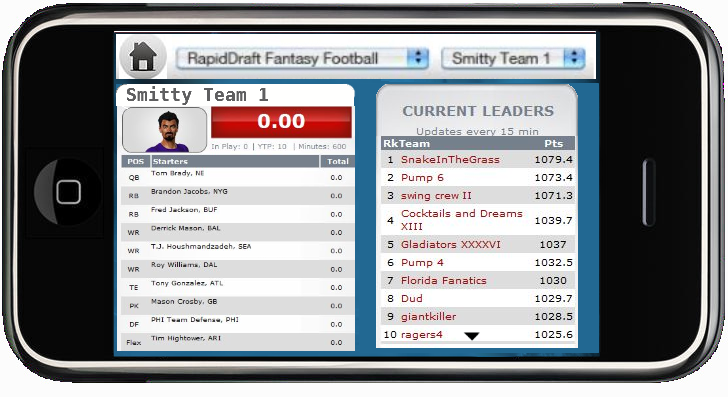 RapidDraft Fantasy Football Smitty Team 1
Smitty Team 1
0.00
In Play: 0 | YTP: 10 | Minutes: 600
POS Starters Total
QB Tom Brady, NE 0.0
RB Brandon Jacobs, NYG 0.0
RB Fred Jackson, BUF 0.0
WR Derrick Mason, BAL 0.0
WR T.J. Houshmandzadeh, SEA 0.0
WR Roy Williams, DAL 0.0
TE Tony Gonzalez, ATL 0.0
PK Mason Crosby, GB 0.0
DF PHI Team Defense, PHI 0.0
Flex Tim Hightower, ARI 0.0
CURRENT LEADERS
Updates every 15 min
Rk Team Pts
1 SnakeInTheGrass 1079.4
2 Pump 6 1073.4
3 swing crew II 1071.3
4 Cocktails and Dreams 1039.7
XIII
5 Gladiators XXXXVI 1037
6 Pump 4 1032.5
7 Florida Fanatics 1030
8 Dud 1029.7
9 giantkiller 1028.5
10 ragers4 1025.6